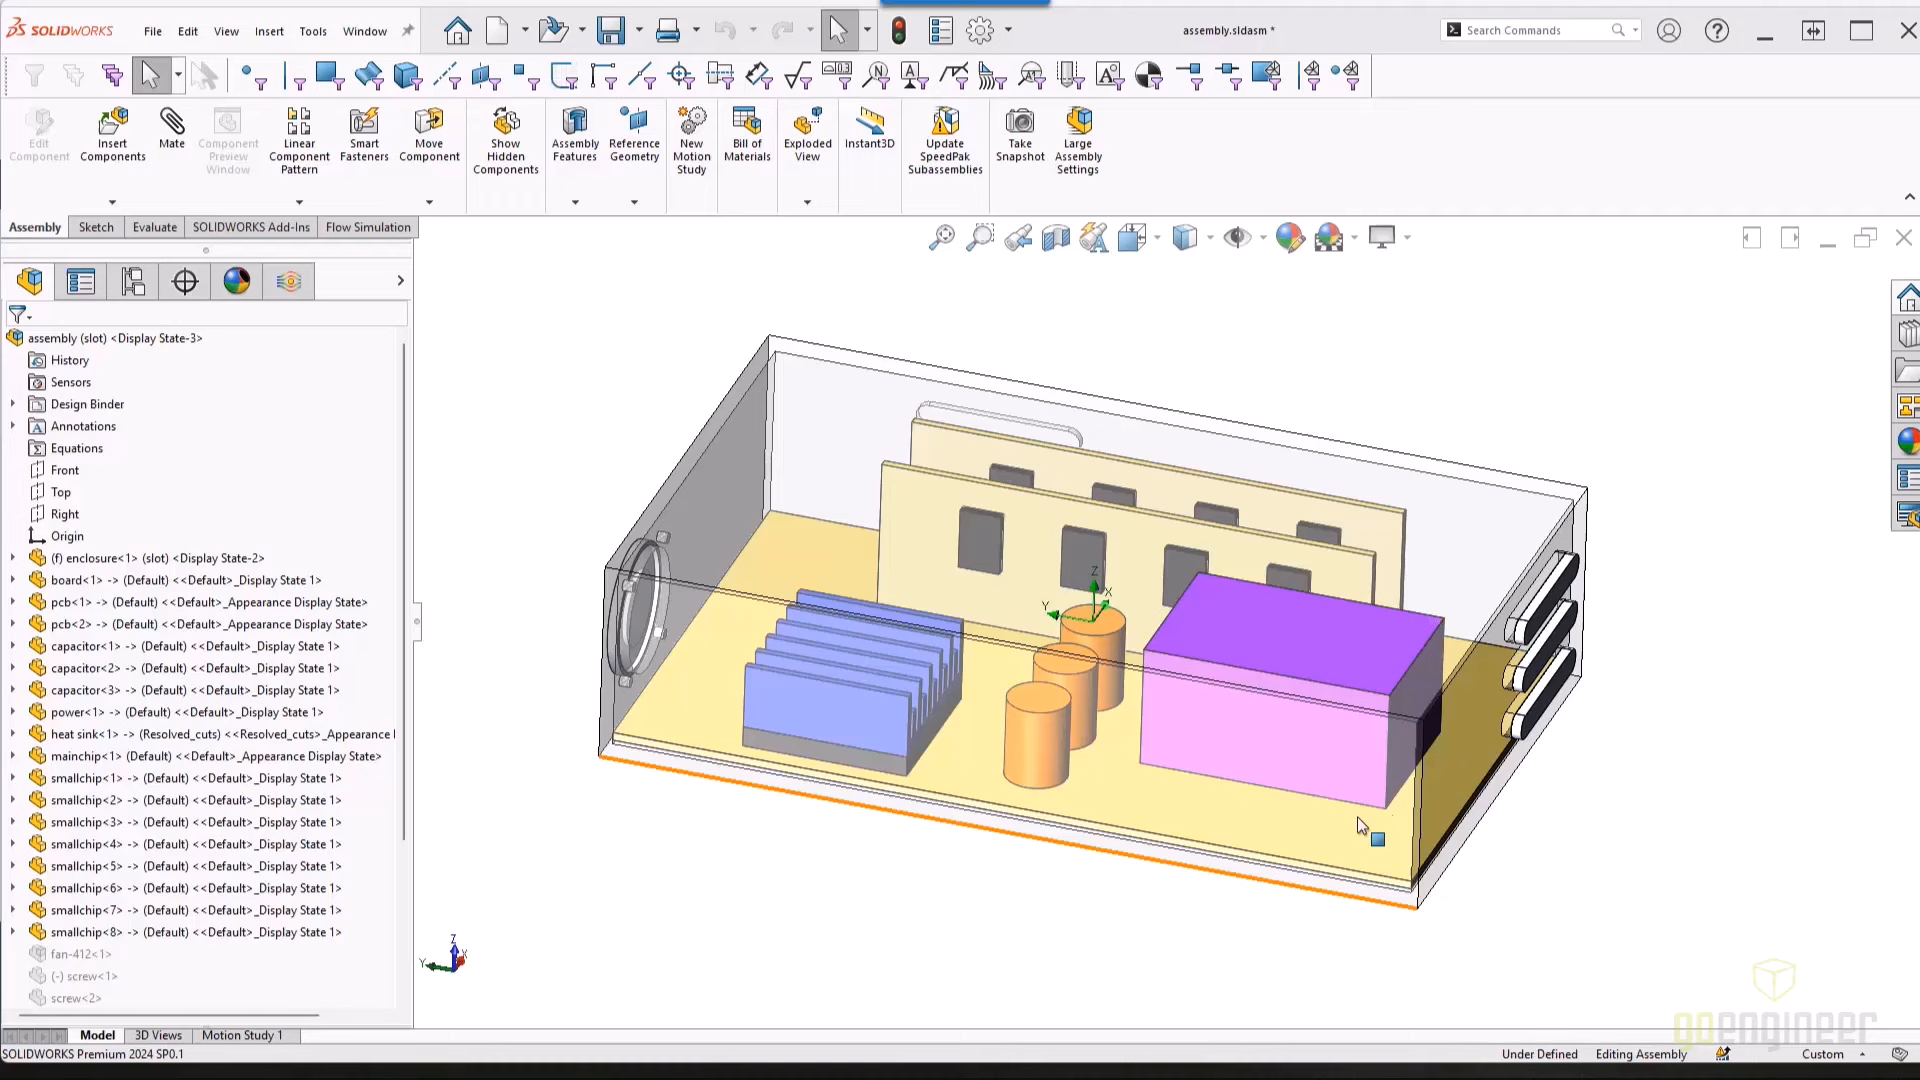 SOLIDWORKS File Edit View Insert Tools Window
assembly.sldasm *
Search Commands
Edit Component
Insert Components
Mate
Component Preview Window
Linear Component Pattern
Smart Fasteners
Move Component
Show Hidden Components
Assembly Features
Reference Geometry
New Motion Study
Bill of Materials
Exploded View
Instant3D
Update SpeedPak Subassemblies
Take Snapshot
Large Assembly Settings
Assembly Sketch Evaluate SOLIDWORKS Add-Ins Flow Simulation
assembly (slot) <Display State-3>
History
Sensors
Design Binder
Annotations
Equations
Front
Top
Right
Origin
(f) enclosure<1> (slot) <Display State-2>
board<1> -> (Default) <<Default>_Display State 1>
pcb<1> -> (Default) <<Default>_Appearance Display State>
pcb<2> -> (Default) <<Default>_Appearance Display State>
capacitor<1> -> (Default) <<Default>_Display State 1>
capacitor<2> -> (Default) <<Default>_Display State 1>
capacitor<3> -> (Default) <<Default>_Display State 1>
power<1> -> (Default) <<Default>_Display State 1>
heat sink<1> -> (Resolved_cuts) <<Resolved_cuts>_Appearance
mainchip<1> -> (Default) <<Default>_Appearance Display State>
smallchip<1> -> (Default) <<Default>_Display State 1>
smallchip<2> -> (Default) <<Default>_Display State 1>
smallchip<3> -> (Default) <<Default>_Display State 1>
smallchip<4> -> (Default) <<Default>_Display State 1>
smallchip<5> -> (Default) <<Default>_Display State 1>
smallchip<6> -> (Default) <<Default>_Display State 1>
smallchip<7> -> (Default) <<Default>_Display State 1>
smallchip<8> -> (Default) <<Default>_Display State 1>
fan-412<1>
(-) screw<1>
screw<2>
Z
X
Y
Z
X
Y
goengineer
Model 3D Views Motion Study 1
SOLIDWORKS Premium 2024 SP0.1
Under Defined Editing Assembly Custom